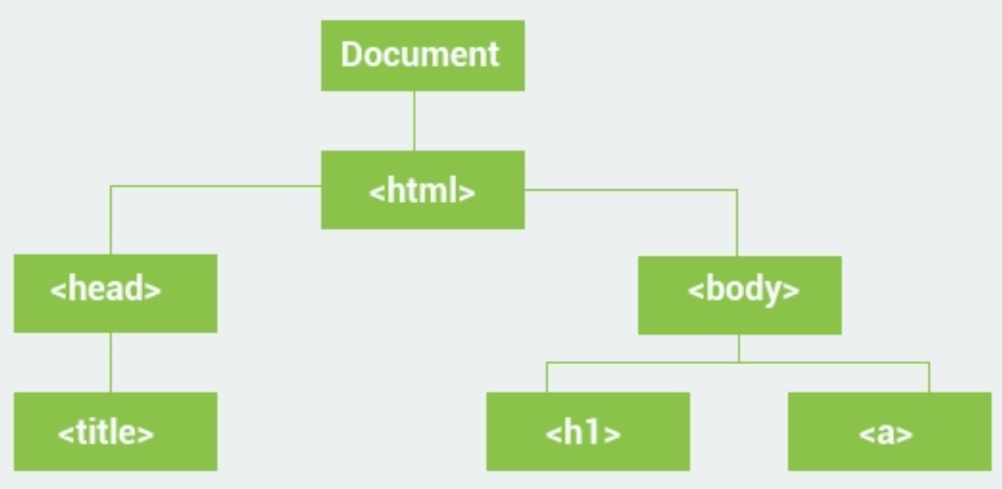 Document
<html>
<head>
<body>
<title>
<h1>
<a>